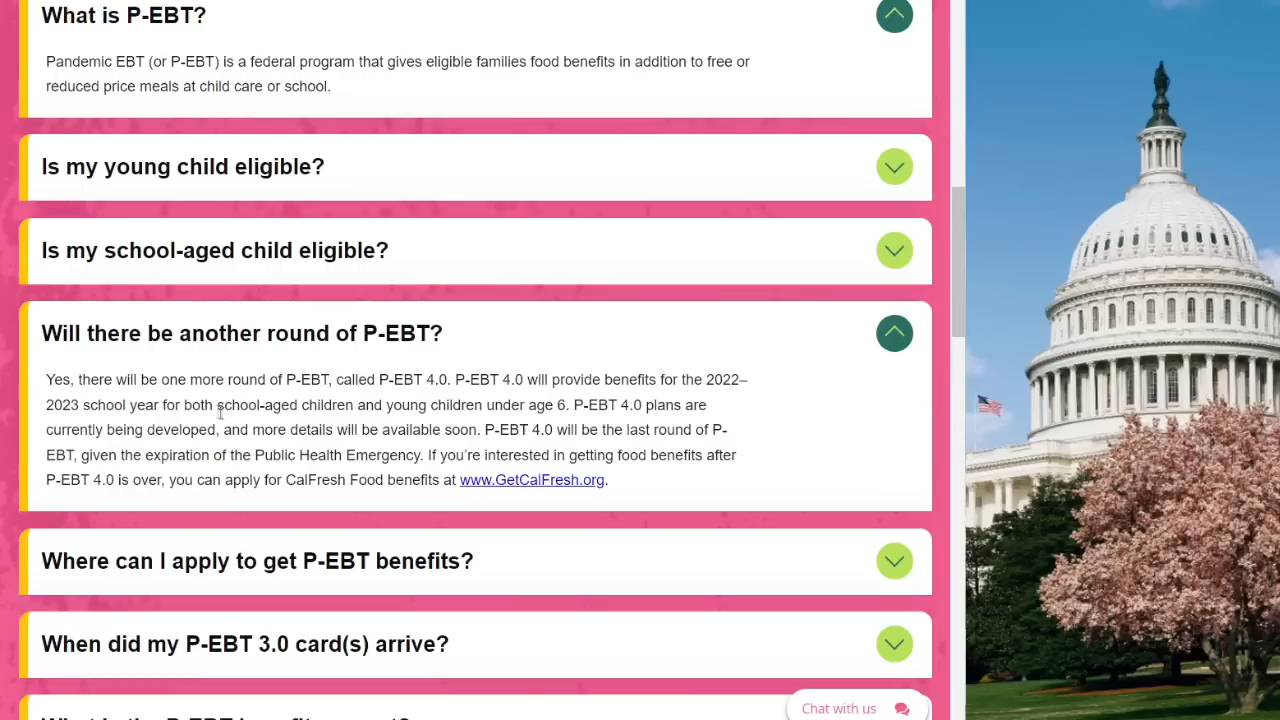 What is P-EBT?
Pandemic EBT (or P-EBT) is a federal program that gives eligible families food benefits in addition to free or
reduced price meals at child care or school.
Is my young child eligible?
Is my school-aged child eligible?
Will there be another round of P-EBT?
Yes, there will be one more round of P-EBT, called P-EBT 4.0. P-EBT 4.0 will provide benefits for the 2022–
2023 school year for both school-aged children and young children under age 6. P-EBT 4.0 plans are
currently being developed, and more details will be available soon. P-EBT 4.0 will be the last round of P-
EBT, given the expiration of the Public Health Emergency. If you’re interested in getting food benefits after
P-EBT 4.0 is over, you can apply for CalFresh Food benefits at www.GetCalFresh.org.
Where can I apply to get P-EBT benefits?
When did my P-EBT 3.0 card(s) arrive?
Chat with us